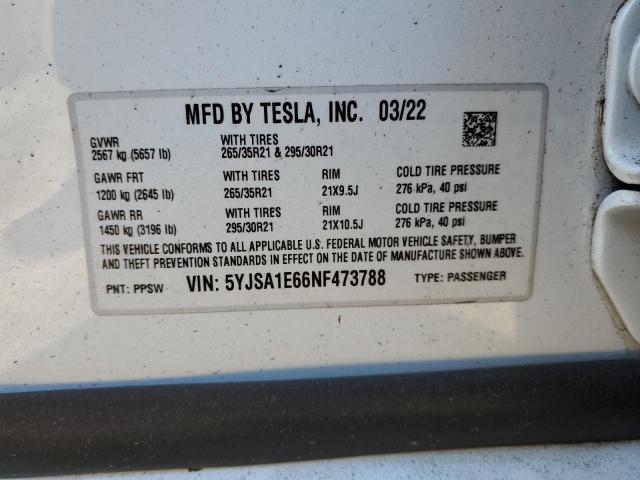 MFD BY TESLA, INC. 03/22
GVWR
2567 kg (5657 lb)
WITH TIRES
265/35R21 & 295/30R21
GAWR FRT
1200 kg (2645 lb)
WITH TIRES
265/35R21
RIM
21X9.5J
COLD TIRE PRESSURE
276 kPa, 40 psi
GAWR RR
1450 kg (3196 lb)
WITH TIRES
295/30R21
RIM
21X10.5J
COLD TIRE PRESSURE
276 kPa, 40 psi
THIS VEHICLE CONFORMS TO ALL APPLICABLE U.S. FEDERAL MOTOR VEHICLE SAFETY, BUMPER
AND THEFT PREVENTION STANDARDS IN EFFECT ON THE DATE OF MANUFACTURE SHOWN ABOVE.
PNT: PPSW VIN: 5YJSA1E66NF473788 TYPE: PASSENGER